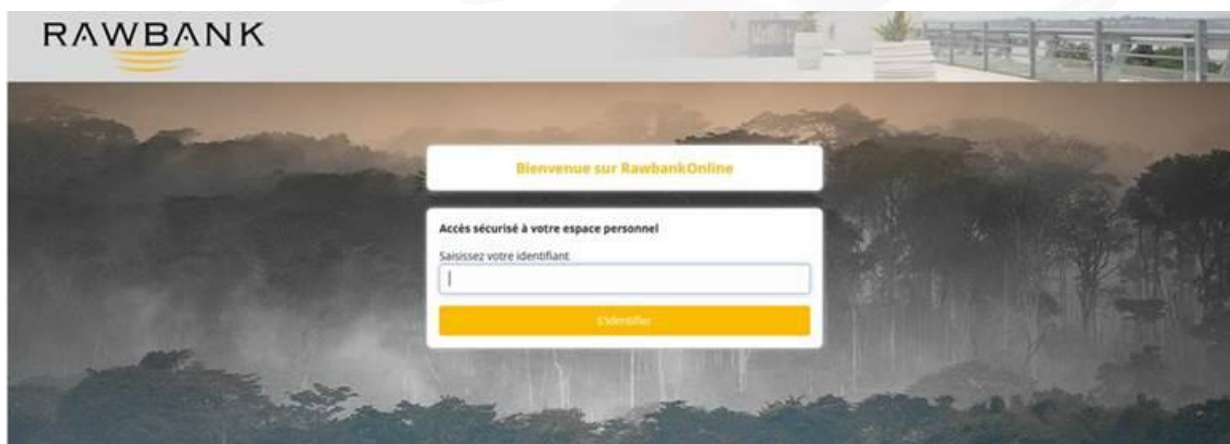 RAWBANK
Bienvenue sur RawbankOnline
Accès sécurisé à votre espace personnel
Saisissez votre identifiant
S'identifier